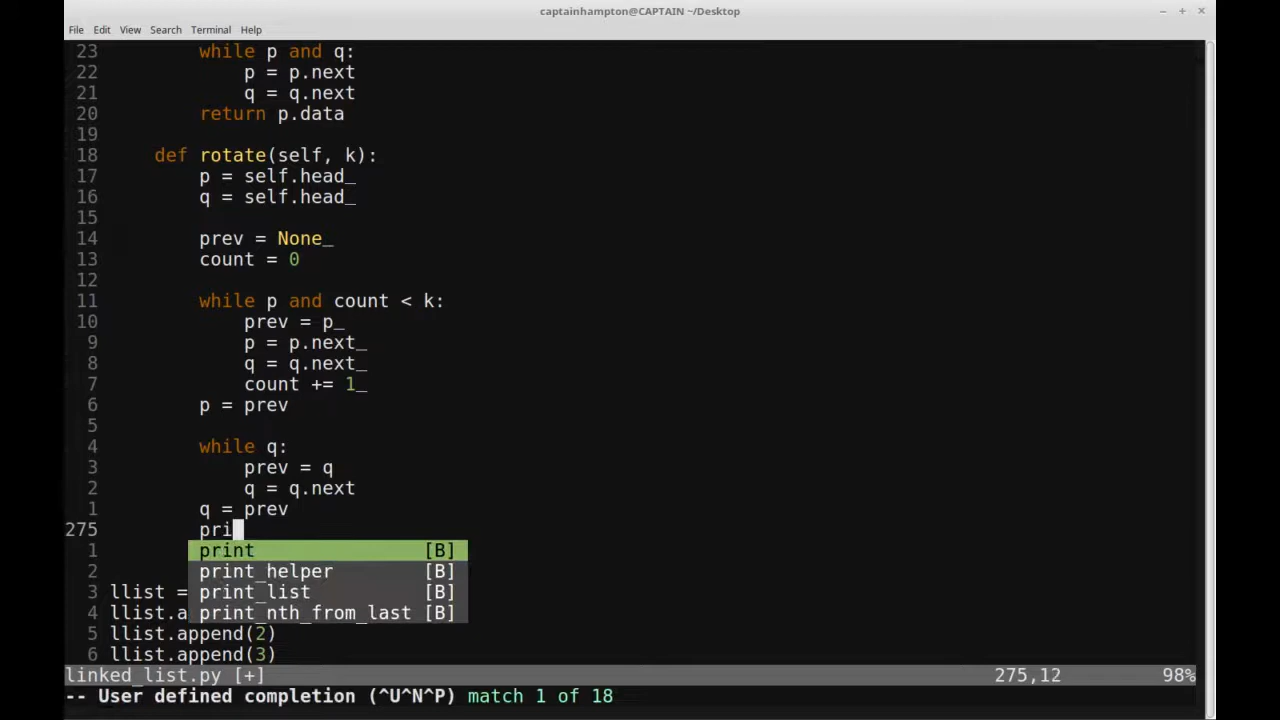 captainhampton@CAPTAIN ~/Desktop
File Edit View Search Terminal Help
23 while p and q:
22 p = p.next
21 q = q.next
20 return p.data
19
18 def rotate(self, k):
17 p = self.head_
16 q = self.head_
15
14 prev = None_
13 count = 0
12
11 while p and count < k:
10 prev = p_
9 p = p.next_
8 q = q.next_
7 count += 1_
6 p = prev
5
4 while q:
3 prev = q
2 q = q.next
1 q = prev
275 pri
1 print [B]
2 print_helper [B]
3 llist = print_list [B]
4 llist.a print_nth_from_last [B]
5 llist.append(2)
6 llist.append(3)
linked_list.py [+] 275,12 98%
-- User defined completion (^U^N^P) match 1 of 18